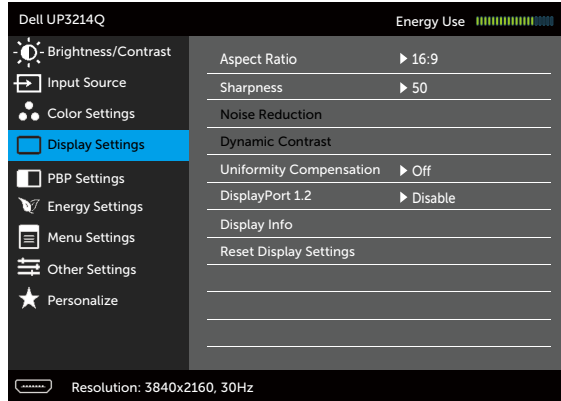 Dell UP3214Q
Energy Use
Brightness/Contrast
Input Source
Color Settings
Display Settings
PBP Settings
Energy Settings
Menu Settings
Other Settings
Personalize
Aspect Ratio 16:9
Sharpness 50
Noise Reduction
Dynamic Contrast
Uniformity Compensation Off
DisplayPort 1.2 Disable
Display Info
Reset Display Settings
Resolution: 3840x2160, 30Hz